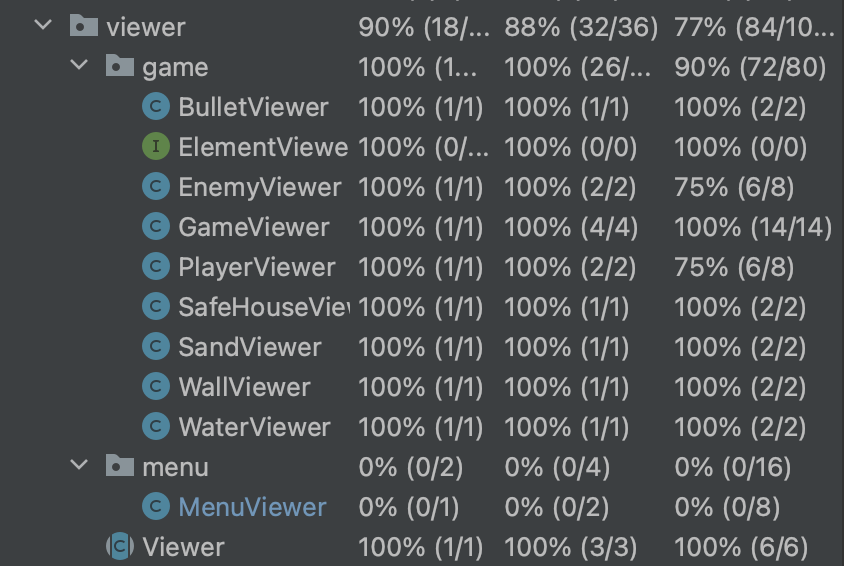 viewer 90% (18/... 88% (32/36) 77% (84/10...
game 100% (1... 100% (26/... 90% (72/80)
C BulletViewer 100% (1/1) 100% (1/1) 100% (2/2)
I ElementViewe 100% (0/... 100% (0/0) 100% (0/0)
C EnemyViewer 100% (1/1) 100% (2/2) 75% (6/8)
C GameViewer 100% (1/1) 100% (4/4) 100% (14/14)
C PlayerViewer 100% (1/1) 100% (2/2) 75% (6/8)
C SafeHouseView 100% (1/1) 100% (1/1) 100% (2/2)
C SandViewer 100% (1/1) 100% (1/1) 100% (2/2)
C WallViewer 100% (1/1) 100% (1/1) 100% (2/2)
C WaterViewer 100% (1/1) 100% (1/1) 100% (2/2)
menu 0% (0/2) 0% (0/4) 0% (0/16)
C MenuViewer 0% (0/1) 0% (0/2) 0% (0/8)
C Viewer 100% (1/1) 100% (3/3) 100% (6/6)